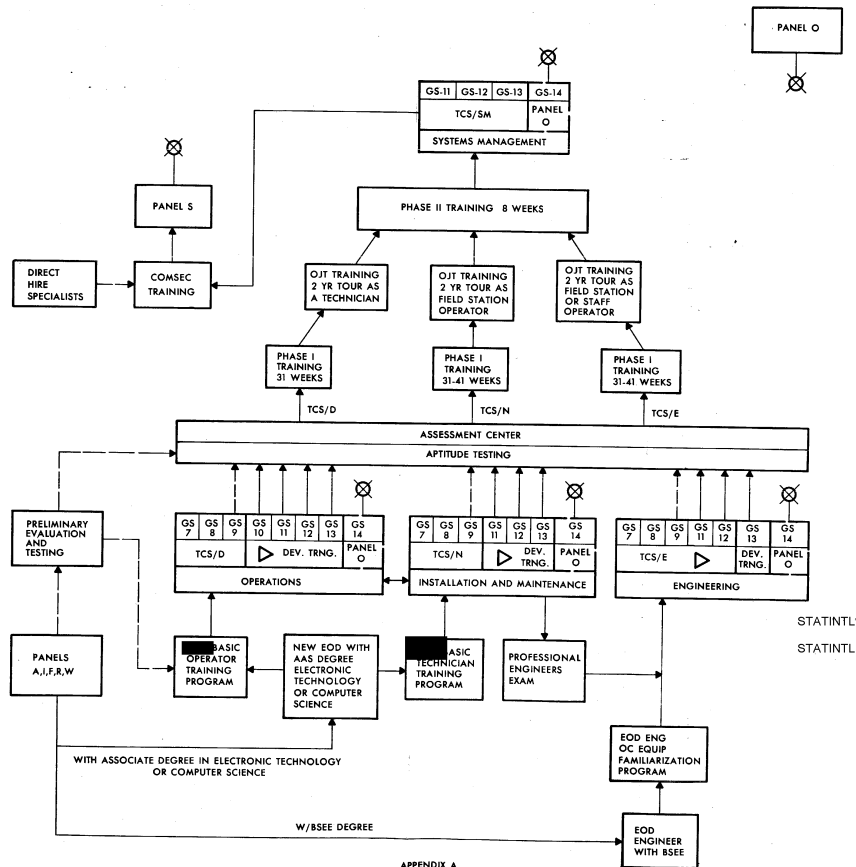 PANEL O
GS-11 GS-12 GS-13 GS-14
TCS/SM
PANEL
O
SYSTEMS MANAGEMENT
PANEL S
PHASE II TRAINING 8 WEEKS
DIRECT
HIRE
SPECIALISTS
COMSEC
TRAINING
OJT TRAINING
2 YR TOUR AS
A TECHNICIAN
OJT TRAINING
2 YR TOUR AS
FIELD STATION
OPERATOR
OJT TRAINING
2 YR TOUR AS
FIELD STATION
OR STAFF
OPERATOR
PHASE I
TRAINING
31 WEEKS
PHASE I
TRAINING
31-41 WEEKS
PHASE I
TRAINING
31-41 WEEKS
TCS/D
TCS/N
TCS/E
ASSESSMENT CENTER
APTITUDE TESTING
PRELIMINARY
EVALUATION
AND
TESTING
GS 7 GS 8 GS 9 GS 10 GS 11 GS 12 GS 13 GS 14
TCS/D
DEV. TRNG.
PANEL
O
OPERATIONS
GS 7 GS 8 GS 9 GS 11 GS 12 GS 13 GS 14
TCS/N
DEV.
TRNG.
PANEL
O
INSTALLATION AND MAINTENANCE
GS 7 GS 8 GS 9 GS 11 GS 12 GS 13 GS 14
TCS/E
DEV.
TRNG.
PANEL
O
ENGINEERING
STATINTL
STATINTL
PANELS
A,I,F,R,W
BASIC
OPERATOR
TRAINING
PROGRAM
NEW EOD WITH
AAS DEGREE
ELECTRONIC
TECHNOLOGY
OR COMPUTER
SCIENCE
BASIC
TECHNICIAN
TRAINING
PROGRAM
PROFESSIONAL
ENGINEERS
EXAM
WITH ASSOCIATE DEGREE IN ELECTRONIC TECHNOLOGY
OR COMPUTER SCIENCE
EOD ENG
OC EQUIP
FAMILIARIZATION
PROGRAM
W/BSEE DEGREE
EOD
ENGINEER
WITH BSEE
APPENDIX A